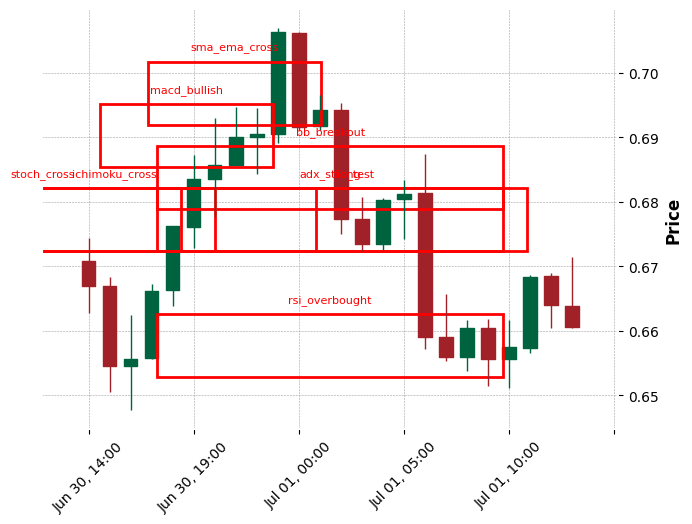 sma_ema_cross
macd_bullish
bb_breakout
stoch_cross
ichimoku_cross
adx_strong
test
rsi_overbought
0.70
0.69
0.68
0.67
0.66
0.65
Price
Jun 30, 14:00
Jun 30, 19:00
Jul 01, 00:00
Jul 01, 05:00
Jul 01, 10:00